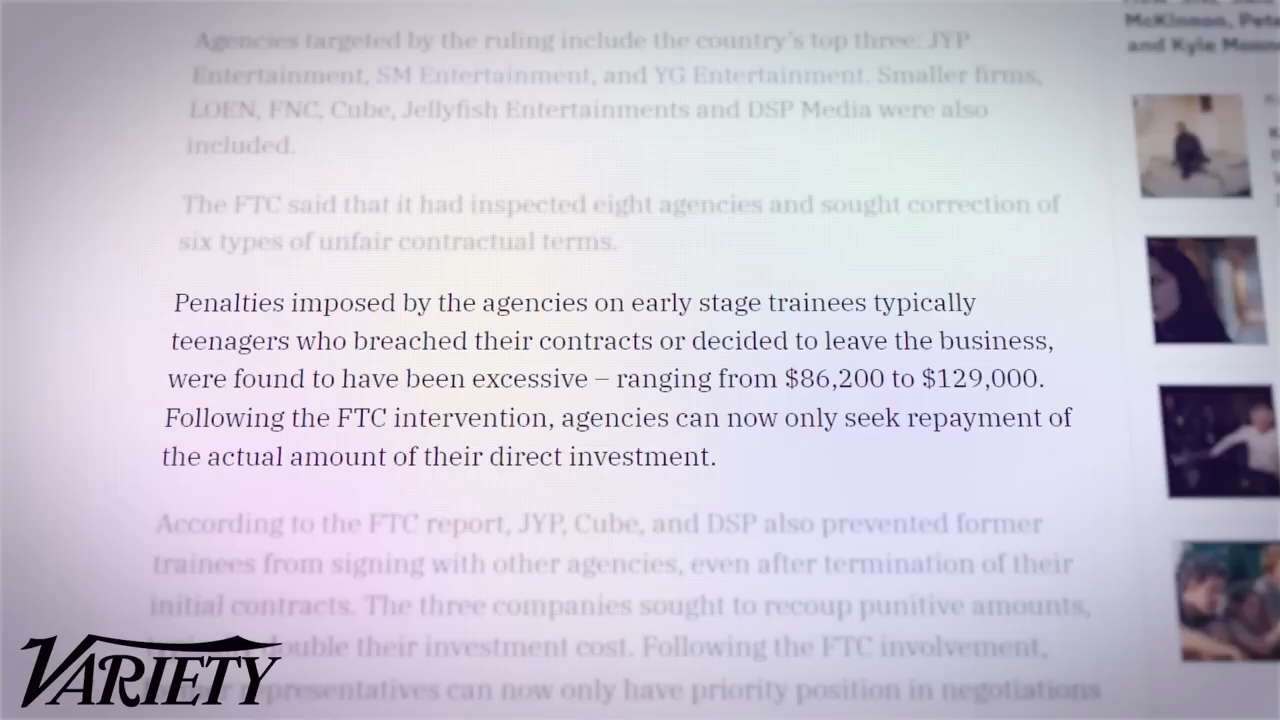 McKinnon,
and Kyle
Agencies targeted by the ruling include the country's top three: JYP
Entertainment, SM Entertainment, and YG Entertainment. Smaller firms,
LOEN, FNC, Cube, Jellyfish Entertainments and DSP Media were also
included.
The FTC said that it had inspected eight agencies and sought correction of
six types of unfair contractual terms.
Penalties imposed by the agencies on early stage trainees typically
teenagers who breached their contracts or decided to leave the business,
were found to have been excessive – ranging from $86,200 to $129,000.
Following the FTC intervention, agencies can now only seek repayment of
the actual amount of their direct investment.
According to the FTC report, JYP, Cube, and DSP also prevented former
trainees from signing with other agencies, even after termination of their
initial contracts. The three companies sought to recoup punitive amounts,
double their investment cost. Following the FTC involvement,
representatives can now only have priority position in negotiations
VARIETY